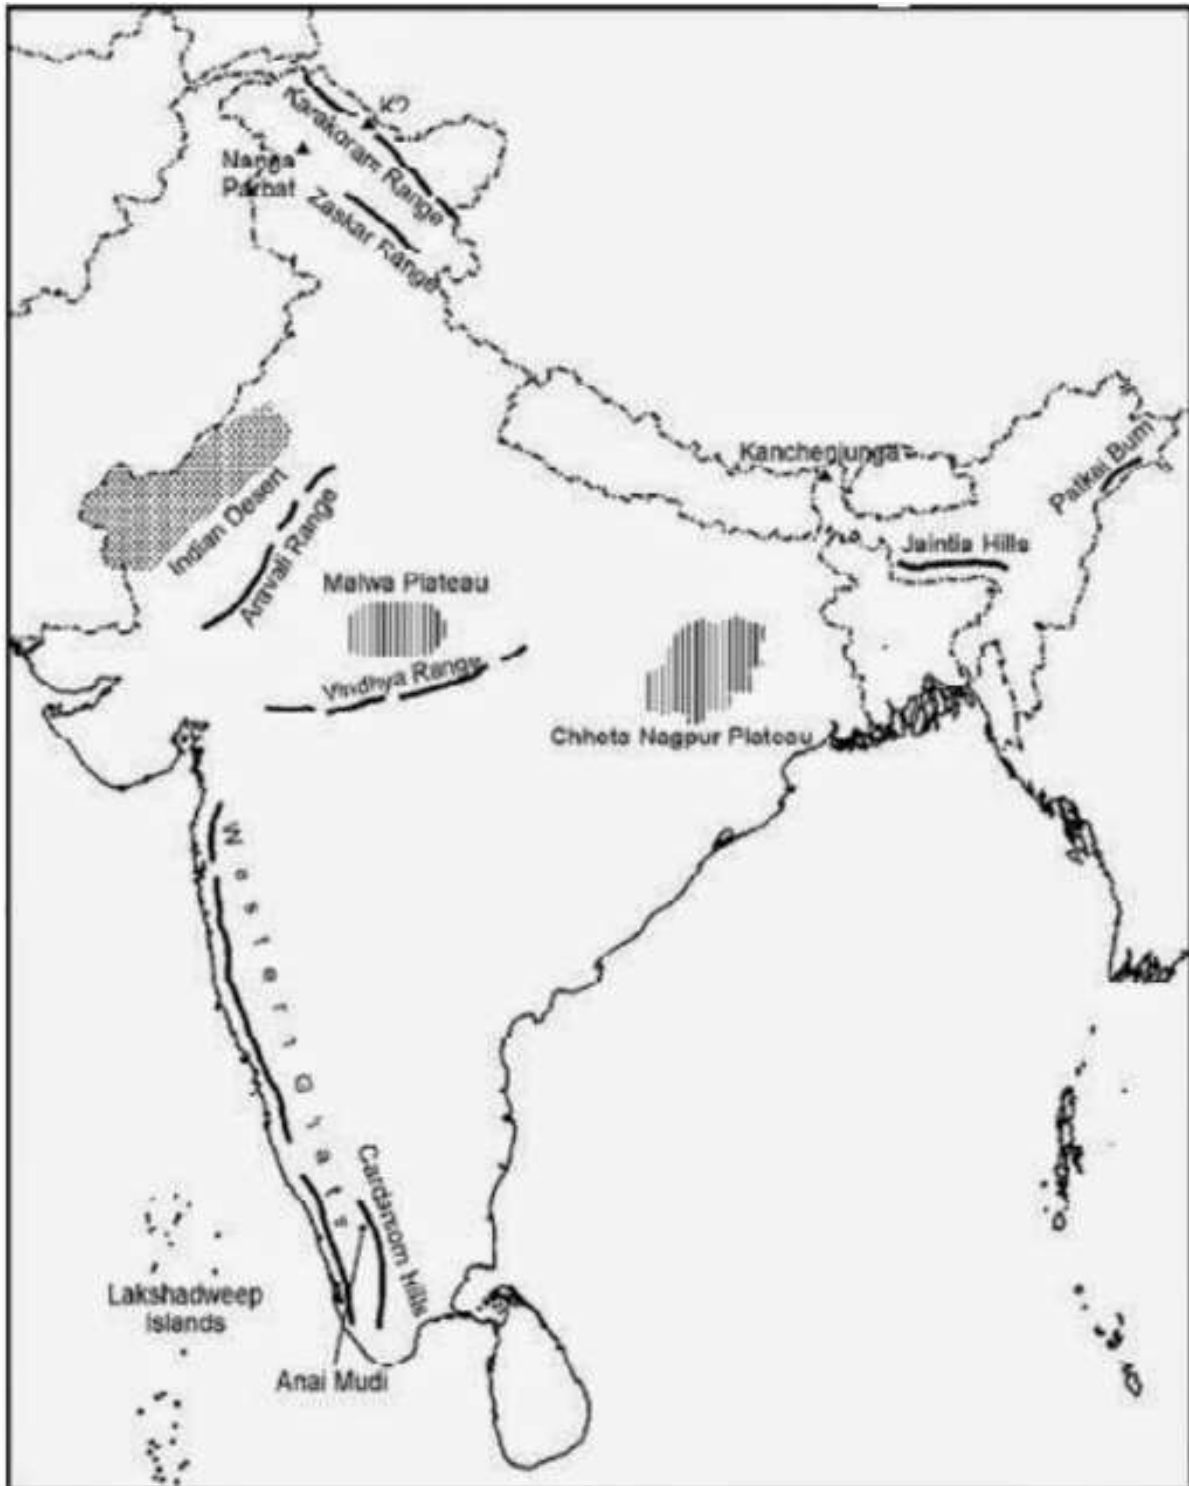 K2
Karakoram Range
Nanga
Parbat
Zaskar Range
Kanchenjunga
Patkai Bum
Indian Desert
Jaintia Hills
Aravali Range
Malwa Plateau
Vindhya Range
Chhota Nagpur Plateau
Western Ghats
Cardamom Hills
Lakshadweep
Islands
Anai Mudi